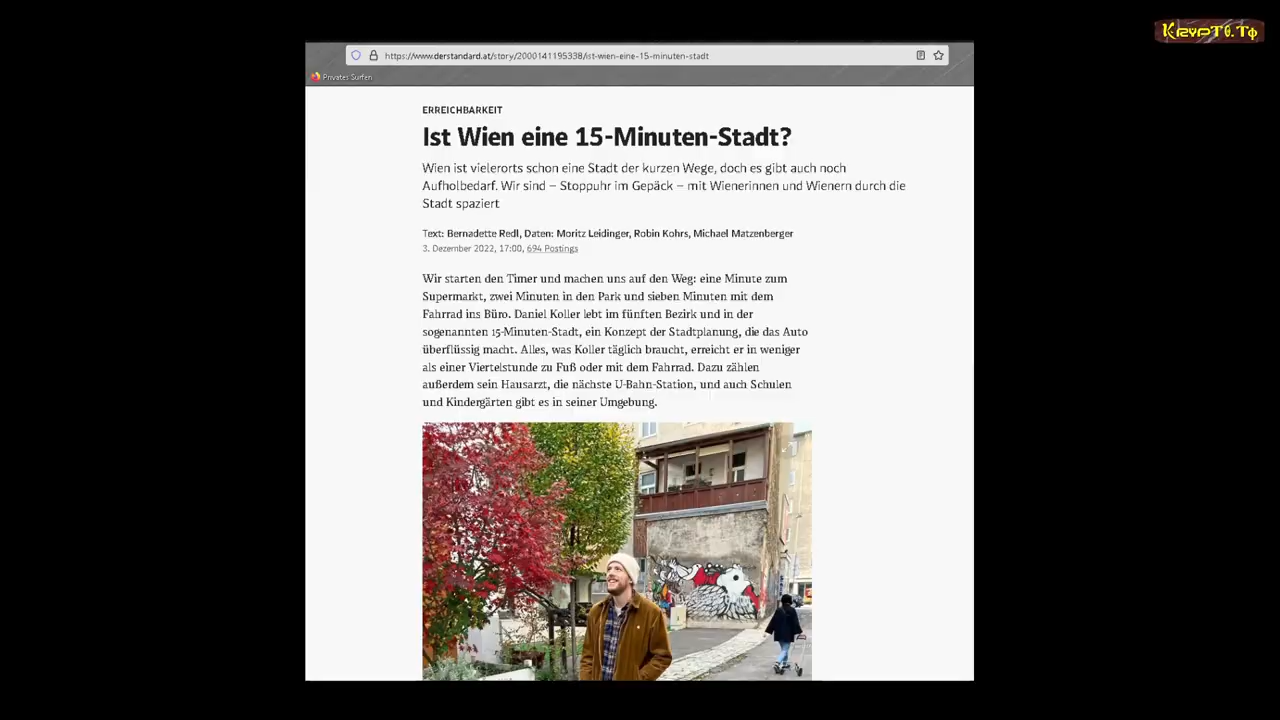 KrypT0.Tφ
https://www.derstandard.at/story/2000141195338/ist-wien-eine-15-minuten-stadt
Privates Surfen
ERREICHBARKEIT
Ist Wien eine 15-Minuten-Stadt?
Wien ist vielerorts schon eine Stadt der kurzen Wege, doch es gibt auch noch
Aufholbedarf. Wir sind – Stoppuhr im Gepäck – mit Wienerinnen und Wienern durch die
Stadt spaziert
Text: Bernadette Redl, Daten: Moritz Leidinger, Robin Kohrs, Michael Matzenberger
3. Dezember 2022, 17:00, 694 Postings
Wir starten den Timer und machen uns auf den Weg: eine Minute zum
Supermarkt, zwei Minuten in den Park und sieben Minuten mit dem
Fahrrad ins Büro. Daniel Koller lebt im fünften Bezirk und in der
sogenannten 15-Minuten-Stadt, ein Konzept der Stadtplanung, die das Auto
überflüssig macht. Alles, was Koller täglich braucht, erreicht er in weniger
als einer Viertelstunde zu Fuß oder mit dem Fahrrad. Dazu zählen
außerdem sein Hausarzt, die nächste U-Bahn-Station, und auch Schulen
und Kindergärten gibt es in seiner Umgebung.